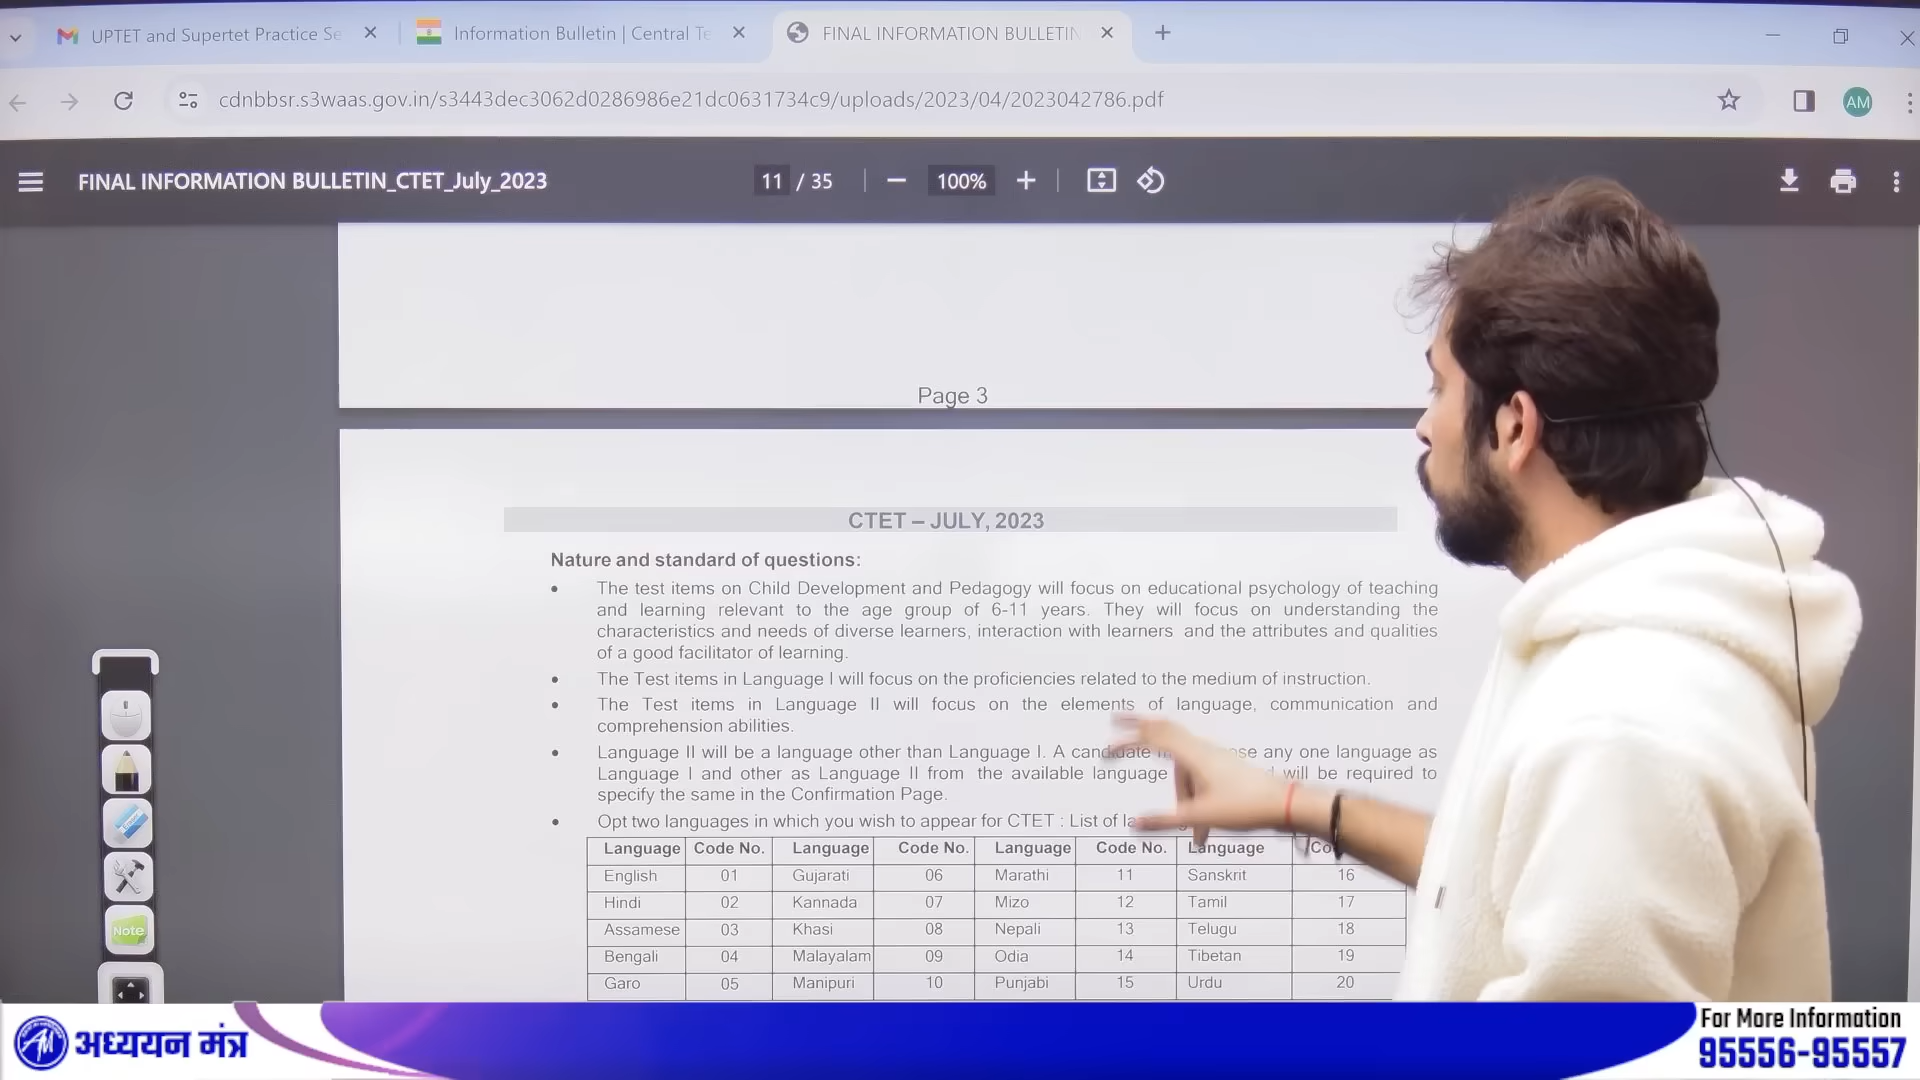 UPTET and Supertet Practice Se
Information Bulletin | Central Te
FINAL INFORMATION BULLETIN
cdnbbsr.s3waas.gov.in/s3443dec3062d0286986e21dc0631734c9/uploads/2023/04/2023042786.pdf
AM
FINAL INFORMATION BULLETIN_CTET_July_2023
11 / 35
100%
Page 3
CTET – JULY, 2023
Nature and standard of questions:
• The test items on Child Development and Pedagogy will focus on educational psychology of teaching
and learning relevant to the age group of 6-11 years. They will focus on understanding the
characteristics and needs of diverse learners, interaction with learners and the attributes and qualities
of a good facilitator of learning.
• The Test items in Language I will focus on the proficiencies related to the medium of instruction.
• The Test items in Language II will focus on the elements of language, communication and
comprehension abilities.
• Language II will be a language other than Language I. A candidate any one language as
Language I and other as Language II from the available language will be required to
specify the same in the Confirmation Page.
• Opt two languages in which you wish to appear for CTET : List of
Language Code No. Language Code No. Language Code No. Language
English 01 Gujarati 06 Marathi 11 Sanskrit 16
Hindi 02 Kannada 07 Mizo 12 Tamil 17
Assamese 03 Khasi 08 Nepali 13 Telugu 18
Bengali 04 Malayalam 09 Odia 14 Tibetan 19
Garo 05 Manipuri 10 Punjabi 15 Urdu 20
Note
AM
अध्ययन मंत्र
For More Information
95556-95557